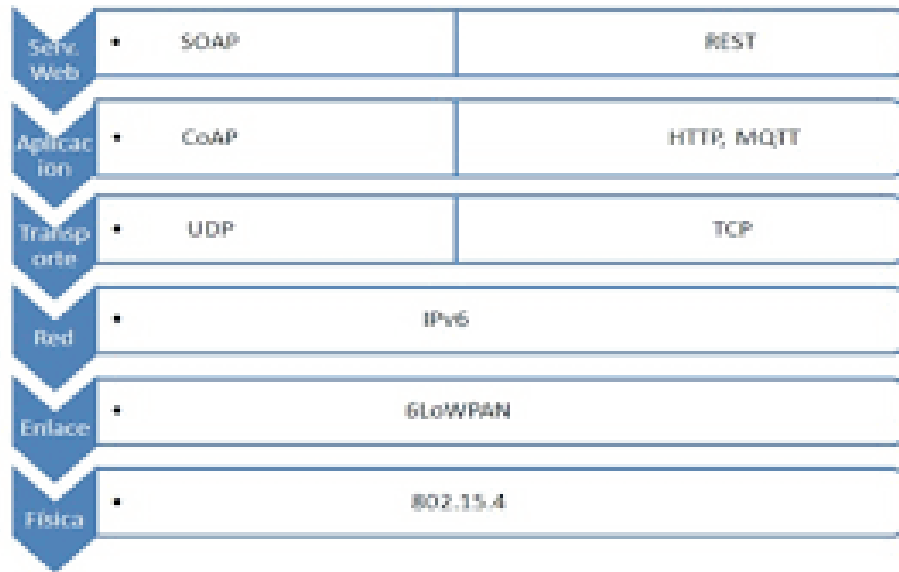 Serv.
Web
• SOAP REST
Aplicac
ion
• CoAP HTTP, MQTT
Transp
orte
• UDP TCP
Red
• IPv6
Enlace
• 6LoWPAN
Física
• 802.15.4